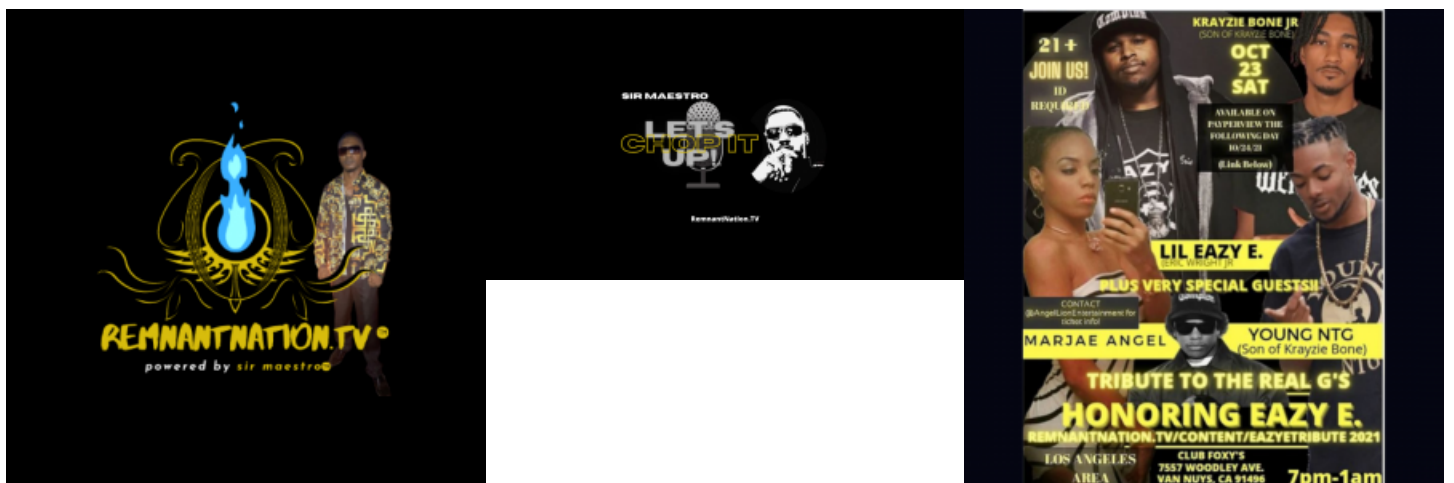 REMNANTNATION.TV
powered by sir maestro
SIR MAESTRO
LET'S
CHOP IT
UP!
RemnantNation.TV
KRAYZIE BONE JR
(SON OF KRAYZIE BONE)
21+
JOIN US!
ID
REQUIRED
OCT
23
SAT
AVAILABLE ON
PAYPERVIEW THE
FOLLOWING DAY
10/24/21
(Link Below)
LIL EAZY E.
(ERIC WRIGHT JR
PLUS VERY SPECIAL GUESTS!!
CONTACT
@AngelLionEntertainment for
ticket info!
MARJAE ANGEL
YOUNG NTG
(Son of Krayzie Bone)
TRIBUTE TO THE REAL G'S
HONORING EAZY E.
REMNANTNATION.TV/CONTENT/EAZYETRIBUTE 2021
LOS ANGELES
AREA
CLUB FOXY'S
7557 WOODLEY AVE.
VAN NUYS, CA 91496
7pm-1am